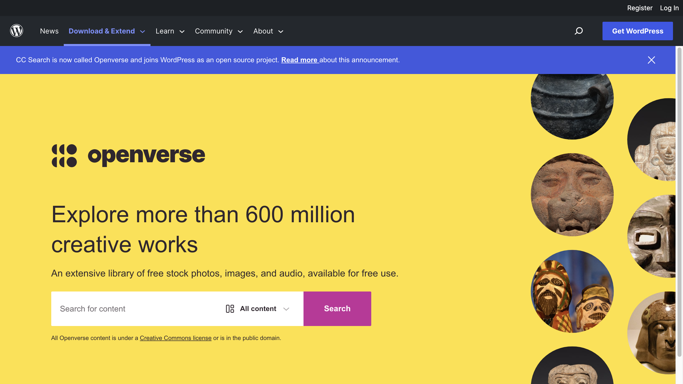 Register Log In
News Download & Extend Learn Community About Get WordPress
CC Search is now called Openverse and joins WordPress as an open source project. Read more about this announcement.
openverse
Explore more than 600 million
creative works
An extensive library of free stock photos, images, and audio, available for free use.
Search for content All content Search
All Openverse content is under a Creative Commons license or is in the public domain.